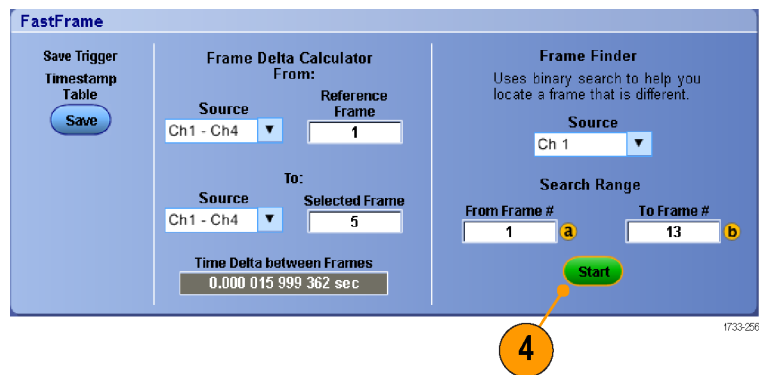 FastFrame
Save Trigger
Timestamp
Table
Save
Frame Delta Calculator
From:
Source
Reference
Frame
Ch1 - Ch4
1
To:
Source
Selected Frame
Ch1 - Ch4
5
Time Delta between Frames
0.000 015 999 362 sec
Frame Finder
Uses binary search to help you
locate a frame that is different.
Source
Ch 1
Search Range
From Frame #
To Frame #
1
a
13
b
Start
4
1733-256